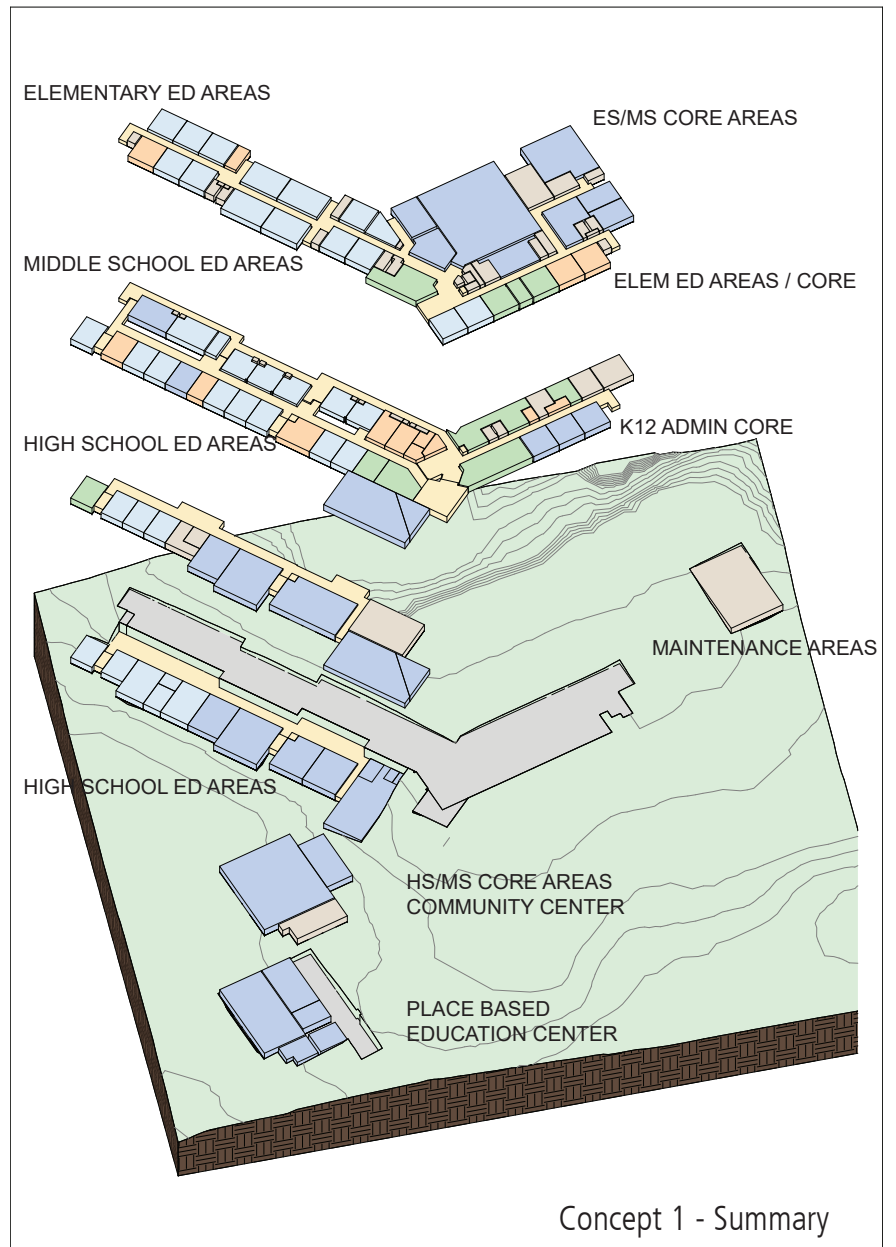 ELEMENTARY ED AREAS
ES/MS CORE AREAS
MIDDLE SCHOOL ED AREAS
ELEM ED AREAS / CORE
HIGH SCHOOL ED AREAS
K12 ADMIN CORE
MAINTENANCE AREAS
HIGH SCHOOL ED AREAS
HS/MS CORE AREAS
COMMUNITY CENTER
PLACE BASED
EDUCATION CENTER
Concept 1 - Summary